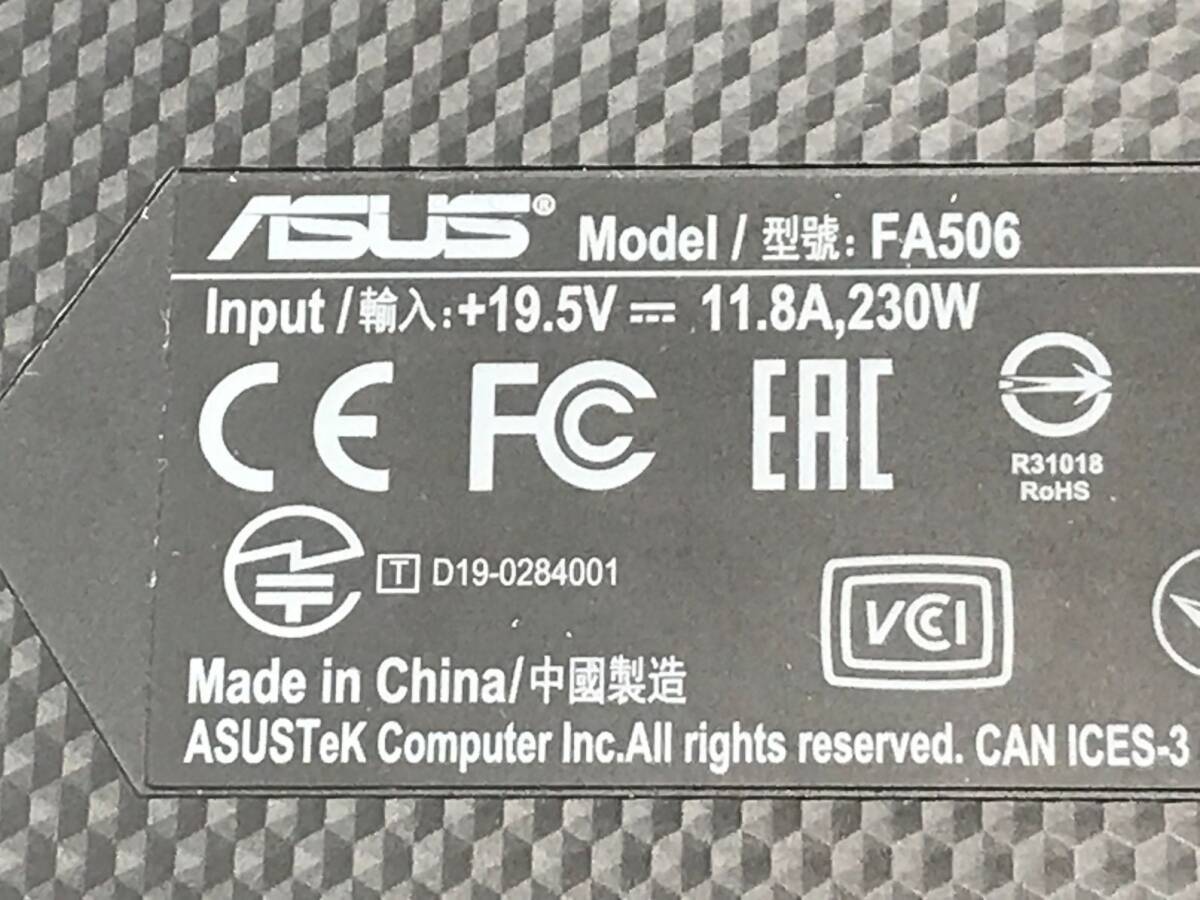 ASUS® Model / 型號: FA506
Input / 輸入: +19.5V ⎓ 11.8A,230W
CE FC EAC
R31018
RoHS
T D19-0284001
VCCI
Made in China/中國製造
ASUSTeK Computer Inc.All rights reserved. CAN ICES-3